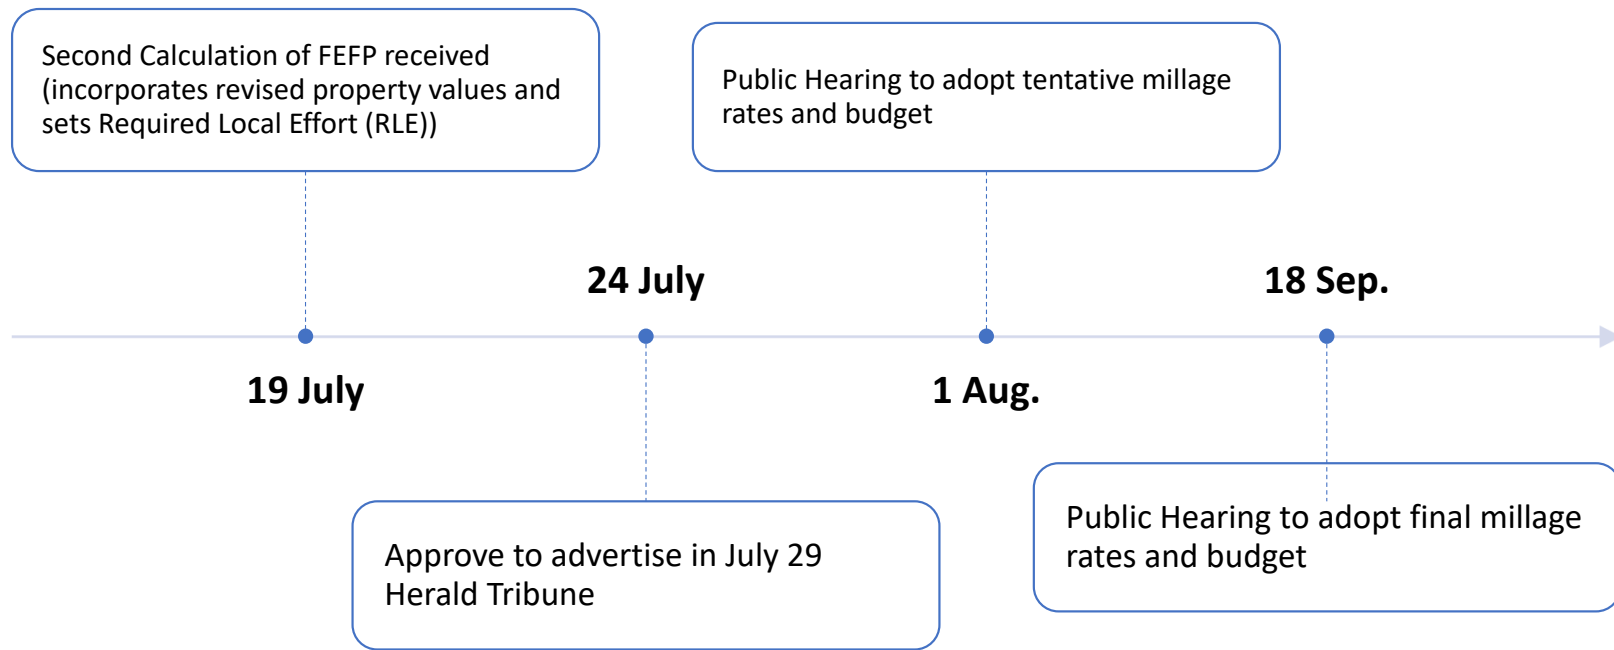 Second Calculation of FEFP received
(incorporates revised property values and
sets Required Local Effort (RLE))
Public Hearing to adopt tentative millage
rates and budget
24 July
18 Sep.
19 July
1 Aug.
Approve to advertise in July 29
Herald Tribune
Public Hearing to adopt final millage
rates and budget